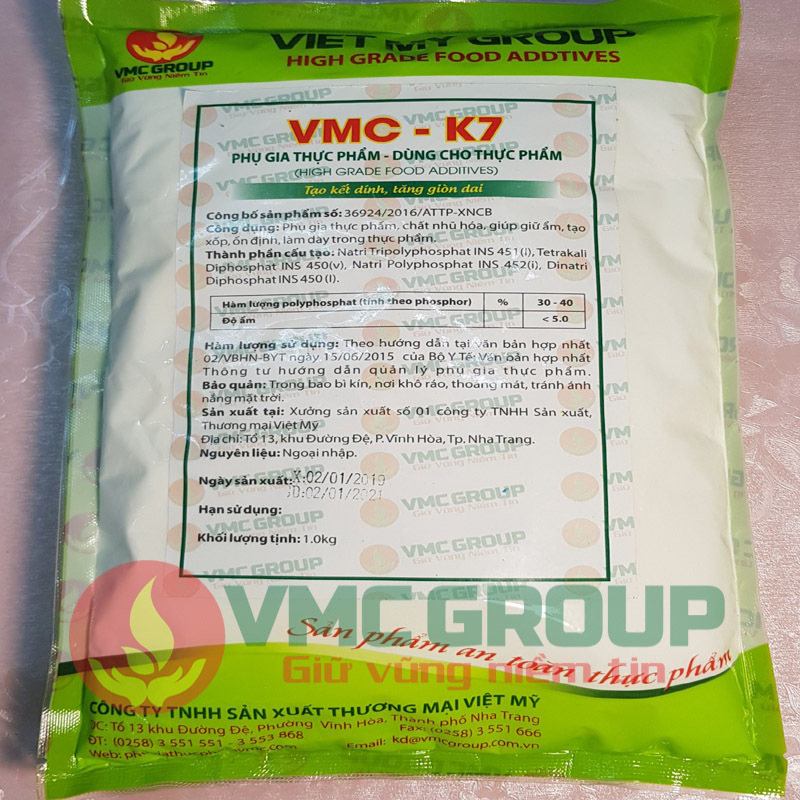 VIET MY GROUP
HIGH GRADE FOOD ADDTIVES
VMC GROUP
Giữ Vững Niềm Tin
VMC - K7
PHỤ GIA THỰC PHẨM - DÙNG CHO THỰC PHẨM
(HIGH GRADE FOOD ADDITIVES)
Tạo kết dính, tăng giòn dai
Công bố sản phẩm số: 36924/2016/ATTP-XNCB
Công dụng: Phụ gia thực phẩm, chất nhũ hóa, giúp giữ ẩm, tạo
xốp, ổn định, làm dày trong thực phẩm.
Thành phần cấu tạo: Natri Tripolyphosphat INS 451(i), Tetrakali
Diphosphat INS 450(v), Natri Polyphosphat INS 452(i), Dinatri
Diphosphat INS 450 (I).
Hàm lượng polyphosphat (tính theo phosphor) % 30 - 40
Độ ẩm < 5.0
Hàm lượng sử dụng: Theo hướng dẫn tại văn bản hợp nhất
02/VBHN-BYT ngày 15/06/2015 của Bộ Y.Tế: Văn bản hợp nhất
Thông tư hướng dẫn quản lý phụ gia thực phẩm.
Bảo quản: Trong bao bì kín, nơi khô ráo, thoáng mát, tránh ánh
nắng mặt trời.
Sản xuất tại: Xưởng sản xuất số 01 công ty TNHH Sản xuất,
Thương mại Việt Mỹ
Địa chỉ: Tổ 13, khu Đường Đệ, P. Vĩnh Hòa, Tp. Nha Trang.
Nguyên liệu: Ngoại nhập.
Ngày sản xuất: X:02/01/2019
SD:02/01/2021
Hạn sử dụng:
Khối lượng tịnh: 1.0kg
VMC GROUP
Giữ vững niềm tin
Sản phẩm an toàn thực phẩm
CÔNG TY TNHH SẢN XUẤT THƯƠNG MẠI VIỆT MỸ
ĐC: Tổ 13 khu Đường Đệ, Phường Vĩnh Hòa, Thành phố Nha Trang
ĐT: (0258) 3 551 551 - 3 553 868 Fax: (0258) 3 551 666
Web: Email: kd@vmcgroup.com.vn